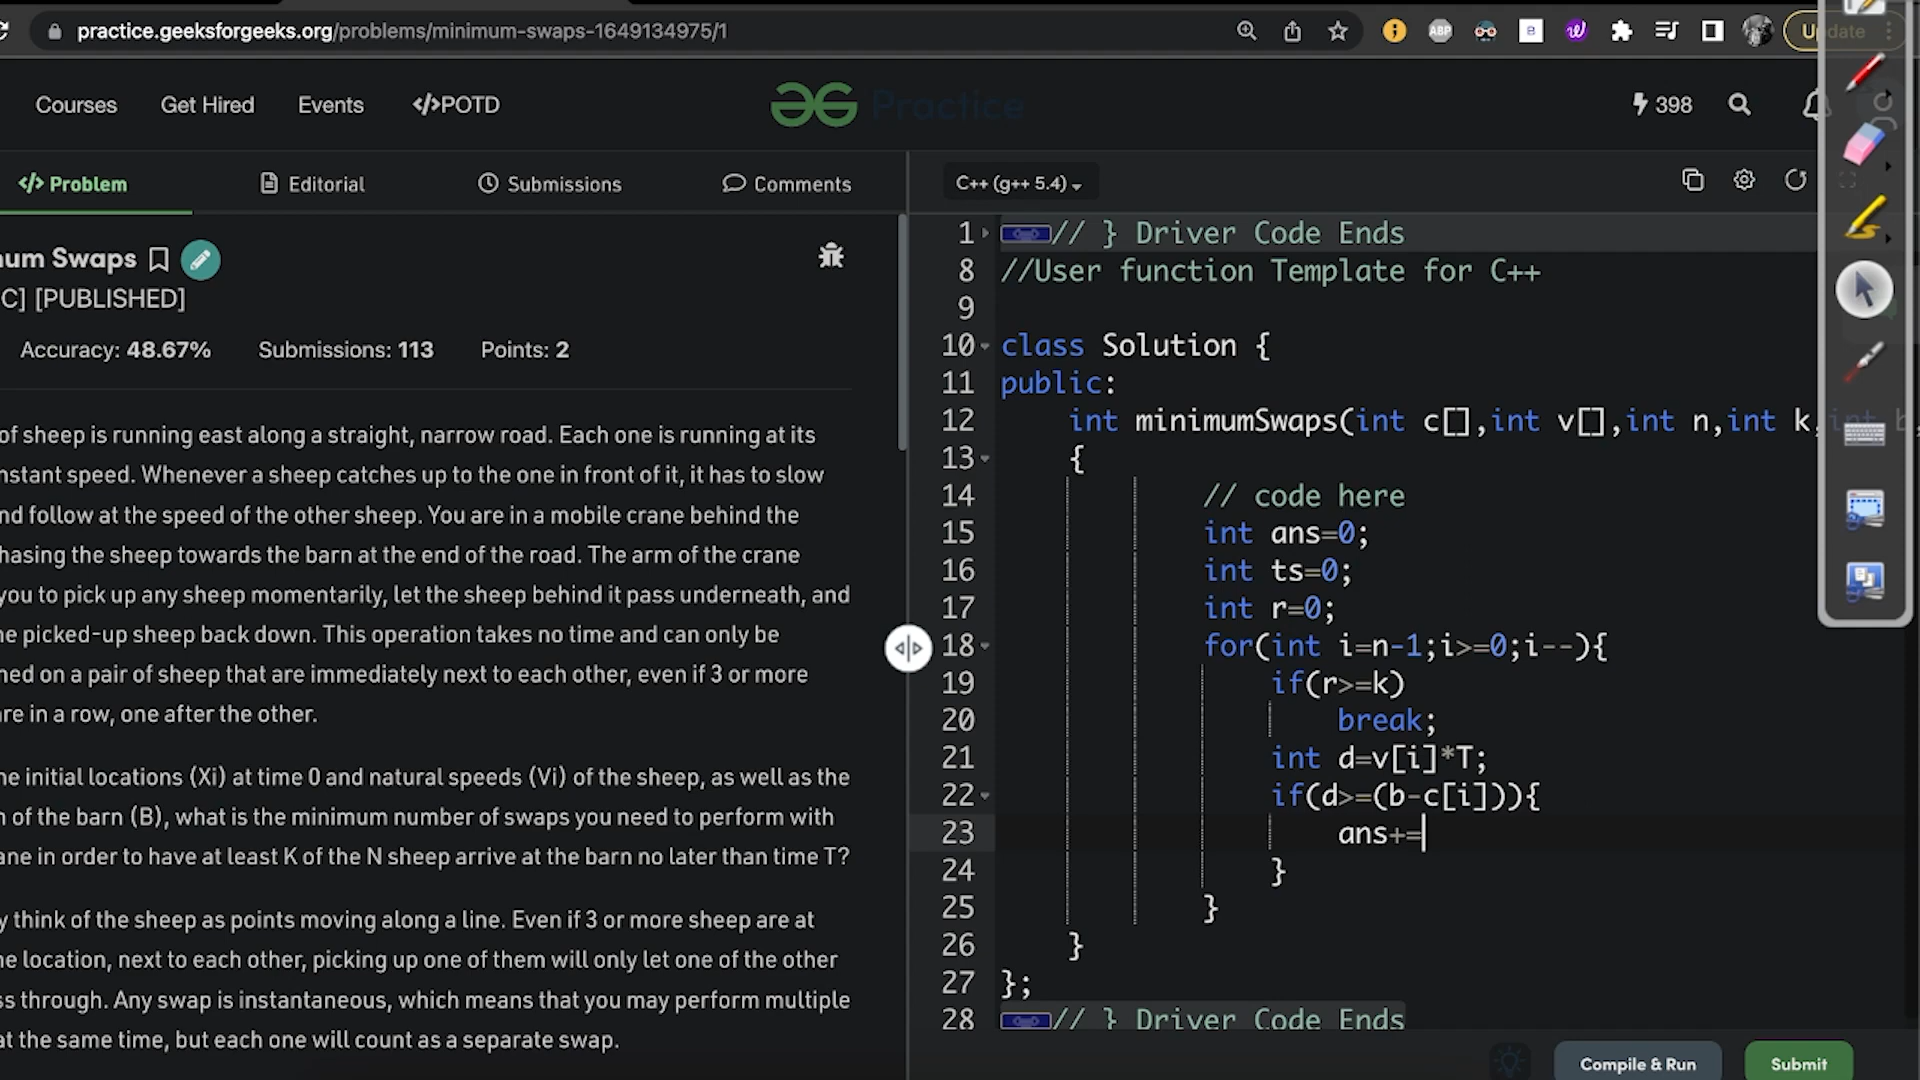 practice.geeksforgeeks.org/problems/minimum-swaps-1649134975/1
ABP
B
Update
Courses
Get Hired
Events
</>POTD
Practice
398
</> Problem
Editorial
Submissions
Comments
C++ (g++ 5.4)
um Swaps
C] [PUBLISHED]
Accuracy: 48.67%
Submissions: 113
Points: 2
of sheep is running east along a straight, narrow road. Each one is running at its
nstant speed. Whenever a sheep catches up to the one in front of it, it has to slow
nd follow at the speed of the other sheep. You are in a mobile crane behind the
hasing the sheep towards the barn at the end of the road. The arm of the crane
you to pick up any sheep momentarily, let the sheep behind it pass underneath, and
he picked-up sheep back down. This operation takes no time and can only be
med on a pair of sheep that are immediately next to each other, even if 3 or more
re in a row, one after the other.
he initial locations (Xi) at time 0 and natural speeds (Vi) of the sheep, as well as the
n of the barn (B), what is the minimum number of swaps you need to perform with
ane in order to have at least K of the N sheep arrive at the barn no later than time T?
y think of the sheep as points moving along a line. Even if 3 or more sheep are at
e location, next to each other, picking up one of them will only let one of the other
ss through. Any swap is instantaneous, which means that you may perform multiple
at the same time, but each one will count as a separate swap.
1 // } Driver Code Ends
8 //User function Template for C++
9
10 class Solution {
11 public:
12 int minimumSwaps(int c[],int v[],int n,int k,int b,
13 {
14 // code here
15 int ans=0;
16 int ts=0;
17 int r=0;
18 for(int i=n-1;i>=0;i--){
19 if(r>=k)
20 break;
21 int d=v[i]*T;
22 if(d>=(b-c[i])){
23 ans+=
24 }
25 }
26 }
27 };
28 // } Driver Code Ends
Compile & Run
Submit